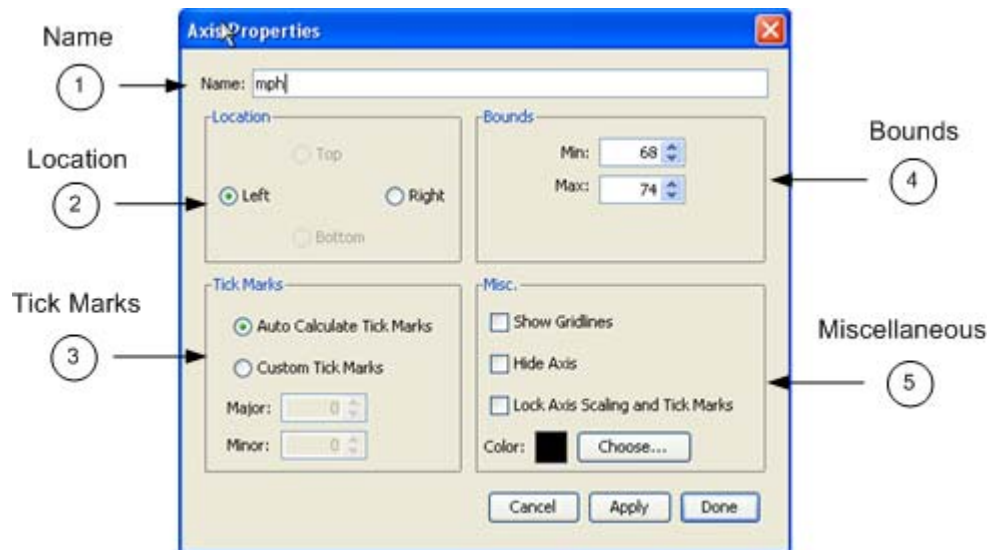 Axis Properties
Name
1
Name: mph
Location
Top
Left
Right
Bottom
Location
2
Bounds
Min: 68
Max: 74
Bounds
4
Tick Marks
Auto Calculate Tick Marks
Custom Tick Marks
Major: 0
Minor: 0
Tick Marks
3
Misc.
Show Gridlines
Hide Axis
Lock Axis Scaling and Tick Marks
Color: Choose...
Miscellaneous
5
Cancel Apply Done